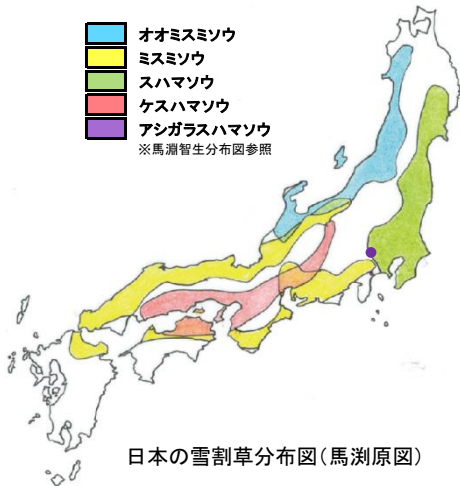 オオミスミソウ
ミスミソウ
スハマソウ
ケスハマソウ
アシガラスハマソウ
※馬淵智生分布図参照
日本の雪割草分布図(馬渕原図)